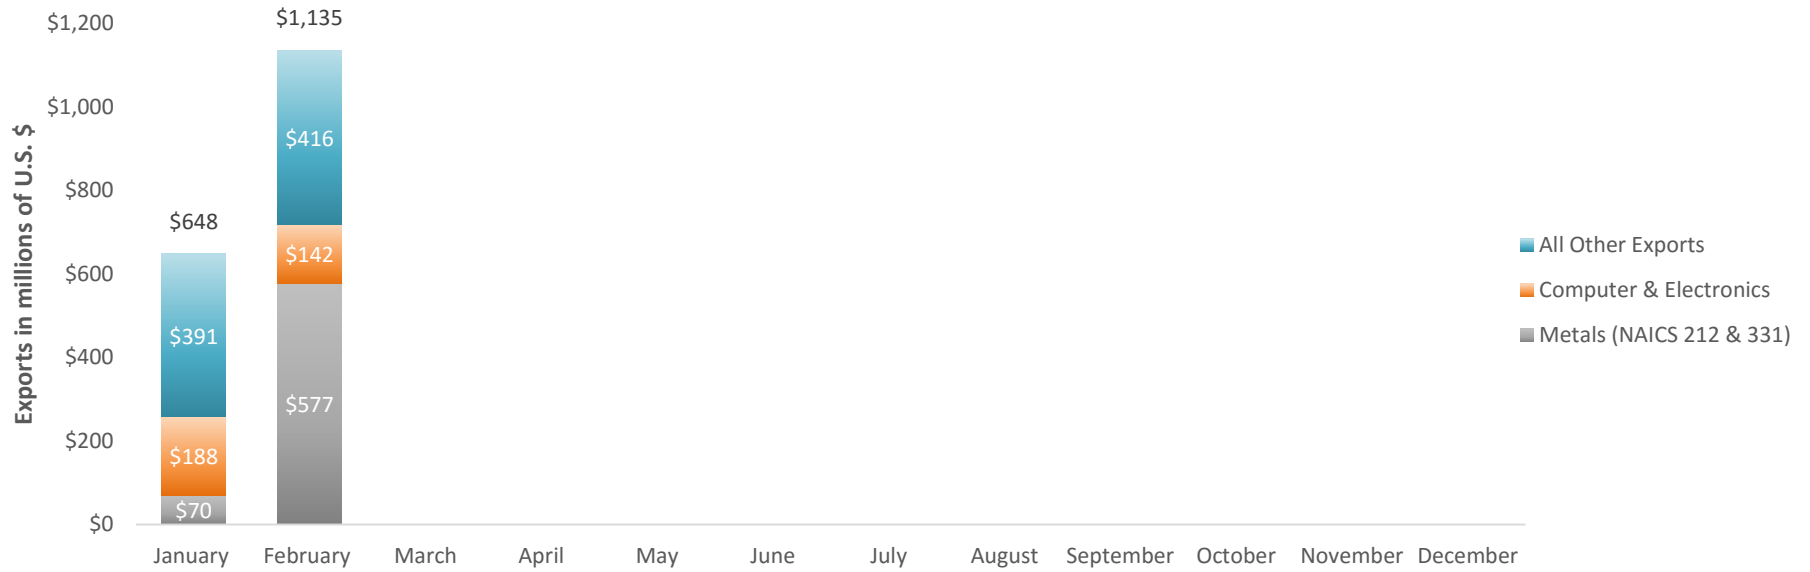 $1,200
$1,000
$800
$600
$400
$200
$0
Exports in millions of U.S. $
$648
$391
$188
$70
$1,135
$416
$142
$577
January
February
March
April
May
June
July
August
September
October
November
December
All Other Exports
Computer & Electronics
Metals (NAICS 212 & 331)